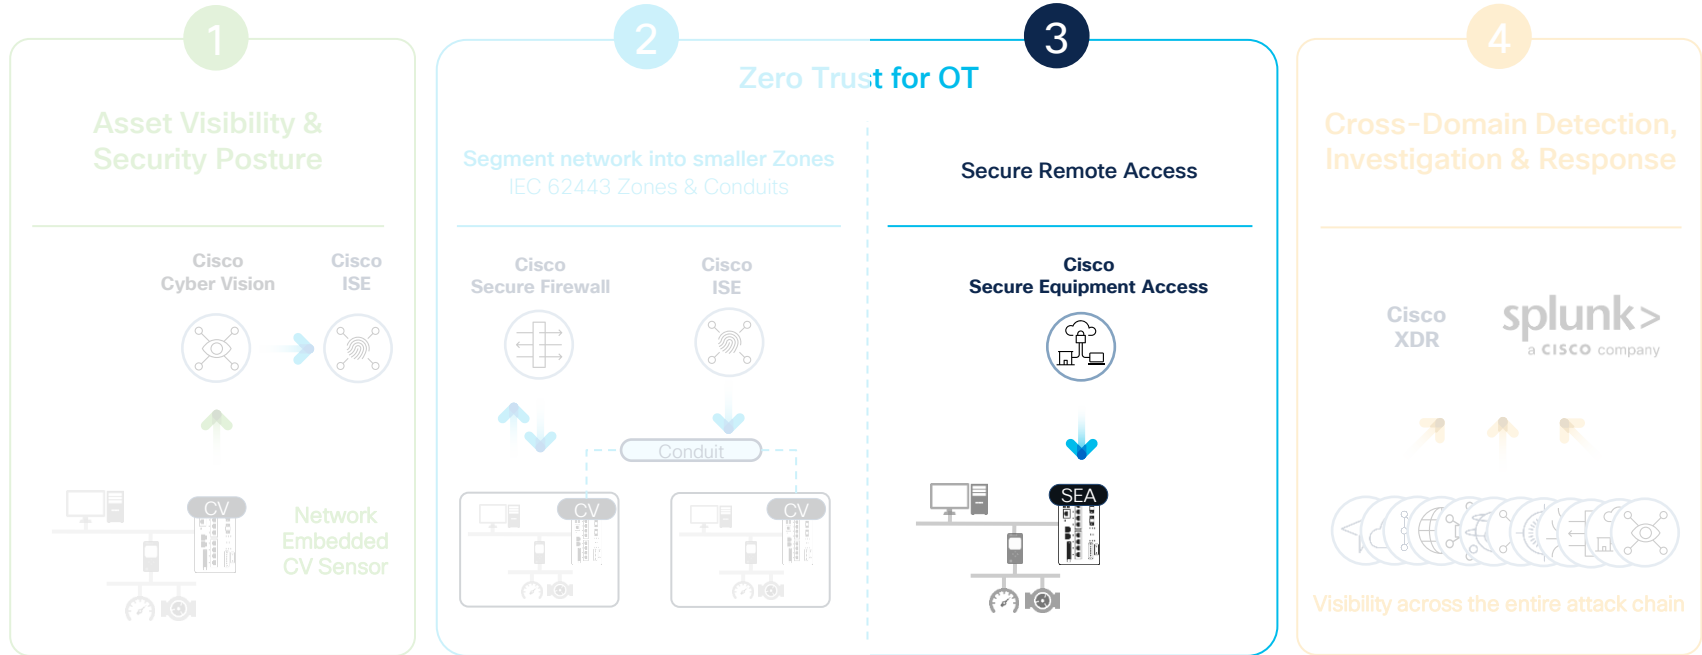 1
Asset Visibility &
Security Posture
Cisco
Cyber Vision
Cisco
ISE
CV
Network
Embedded
CV Sensor
2
3
Zero Trust for OT
Segment network into smaller Zones
IEC 62443 Zones & Conduits
Cisco
Secure Firewall
Cisco
ISE
Conduit
CV
CV
Secure Remote Access
Cisco
Secure Equipment Access
SEA
4
Cross-Domain Detection,
Investigation & Response
Cisco
XDR
splunk>
a CISCO company
Visibility across the entire attack chain